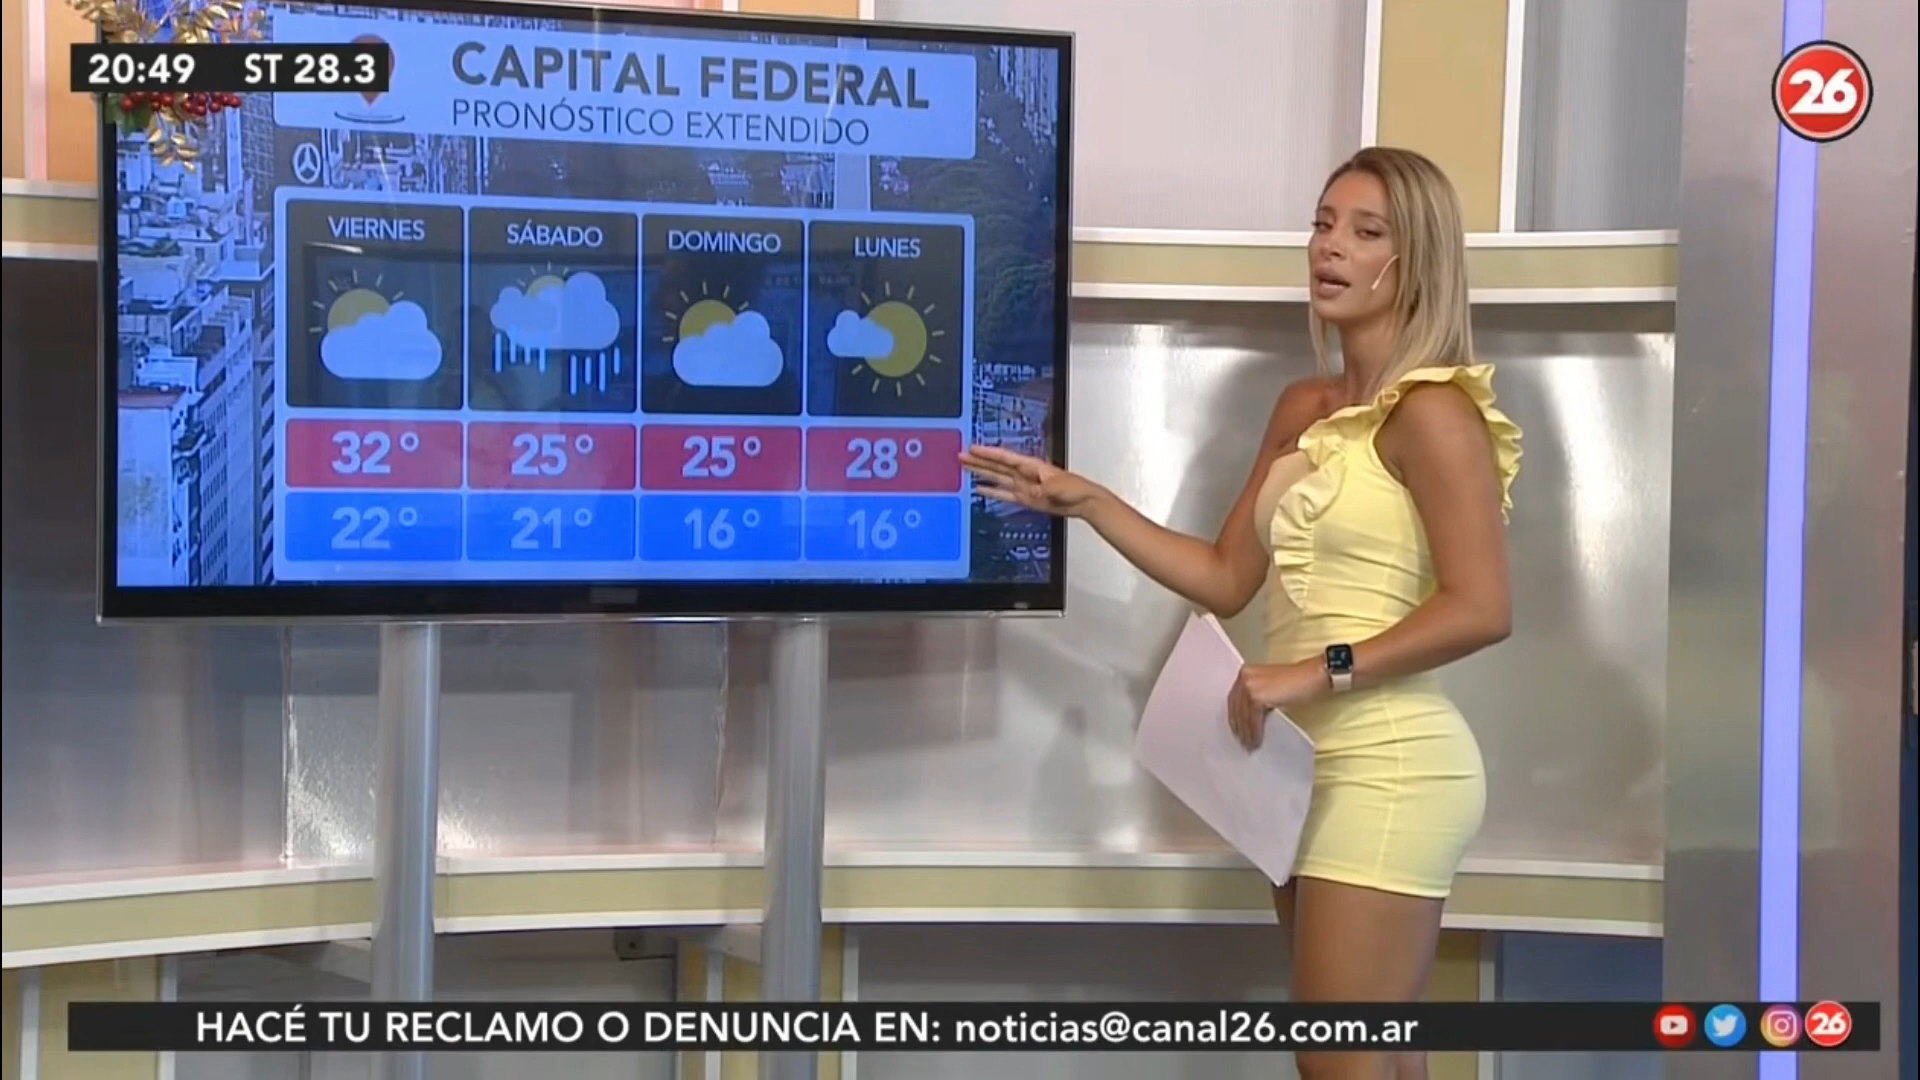 20:49 ST 28.3
26
CAPITAL FEDERAL
PRONÓSTICO EXTENDIDO
VIERNES SÁBADO DOMINGO LUNES
32° 25° 25° 28°
22° 21° 16° 16°
HACÉ TU RECLAMO O DENUNCIA EN: noticias@canal26.com.ar
26